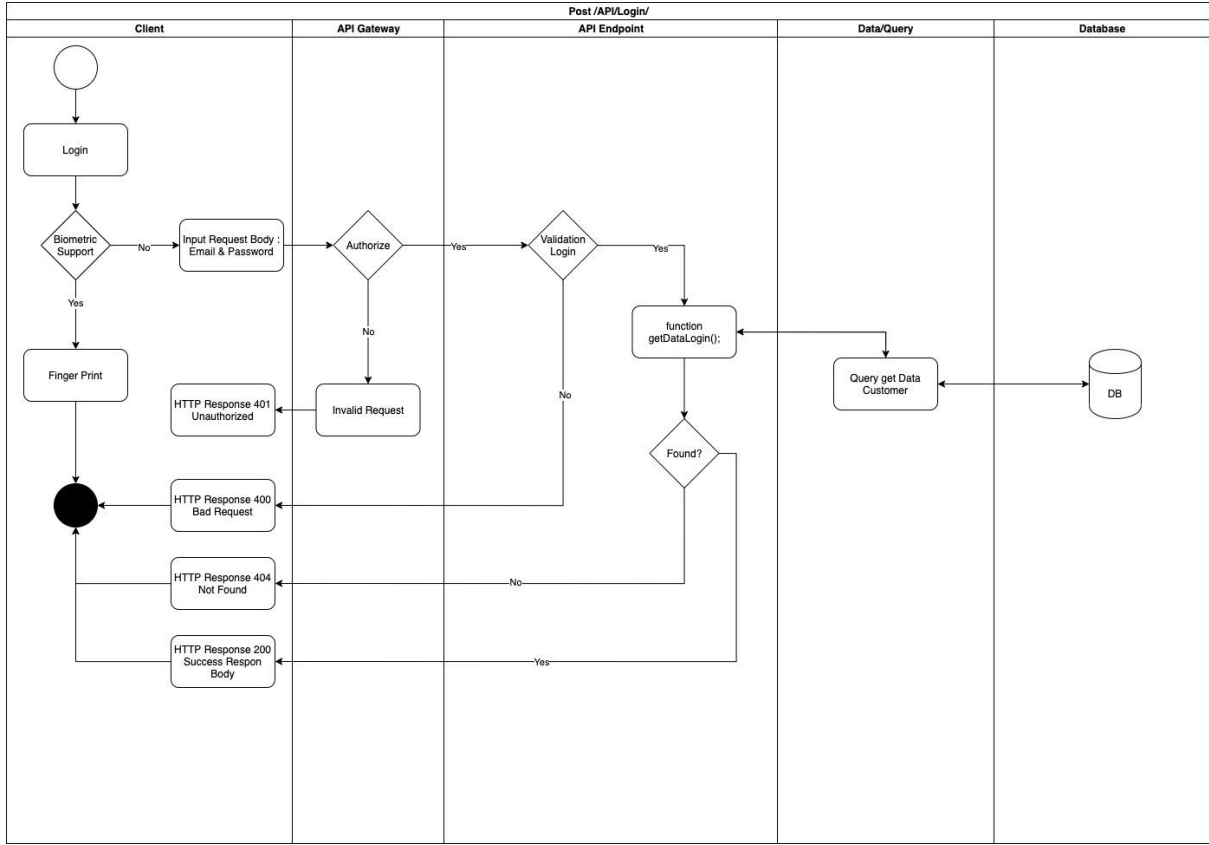 Post /API/Login/
Client
API Gateway
API Endpoint
Data/Query
Database
Login
Biometric
Support
No
Input Request Body :
Email & Password
Authorize
Yes
Validation
Login
Yes
Yes
No
No
function
getDataLogin();
Finger Print
HTTP Response 401
Unauthorized
Invalid Request
Query get Data
Customer
DB
Found?
HTTP Response 400
Bad Request
HTTP Response 404
Not Found
No
HTTP Response 200
Success Respon
Body
Yes